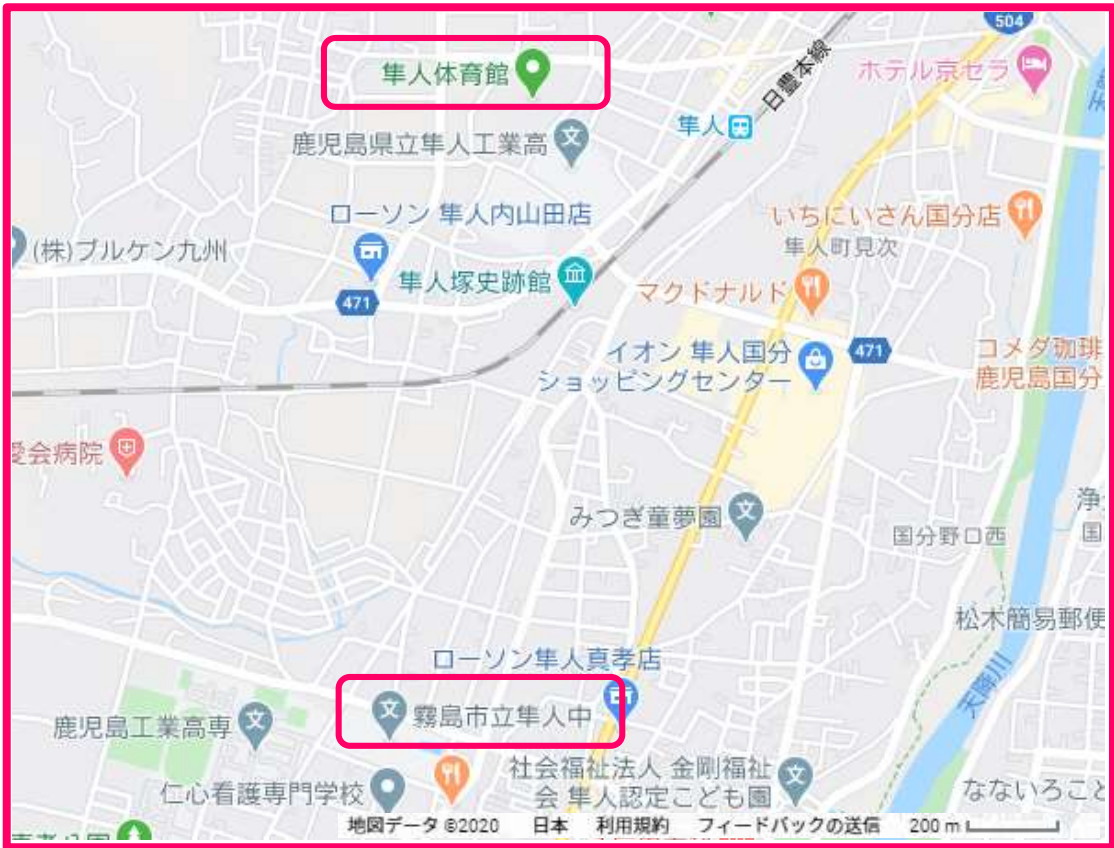 504
隼人体育館
日豊本線
ホテル京セラ
隼人
鹿児島県立隼人工業高
ローソン 隼人内山田店
いちにいさん国分店
隼人町見次
(株)ブルケン九州
隼人塚史跡館
マクドナルド
471
イオン 隼人国分
ショッピングセンター
471
コメダ珈琲
鹿児島国分
愛会病院
みつぎ童夢園
国分野口西
浄
国
松木簡易郵便
ローソン隼人真孝店
天降川
霧島市立隼人中
鹿児島工業高専
社会福祉法人 金剛福祉
会 隼人認定こども園
仁心看護専門学校
なないろこと
地図データ ©2020 日本 利用規約 フィードバックの送信 200 m